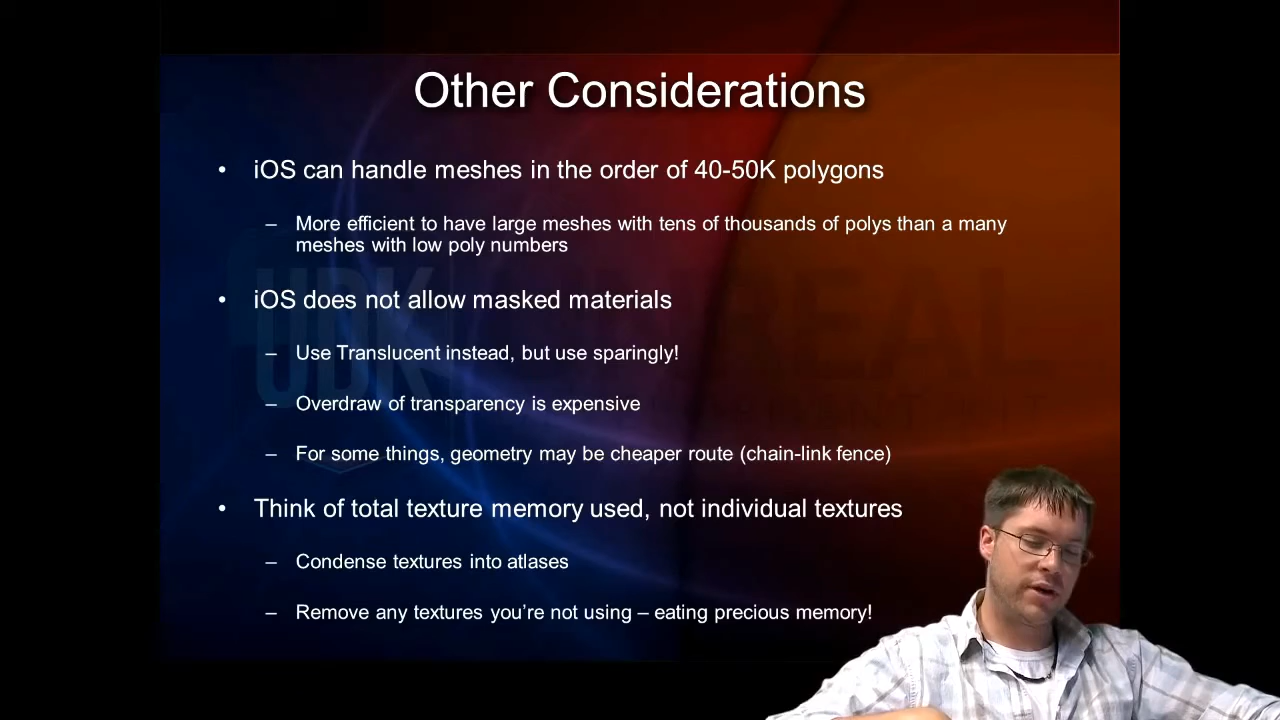 Other Considerations
• iOS can handle meshes in the order of 40-50K polygons
– More efficient to have large meshes with tens of thousands of polys than a many
meshes with low poly numbers
• iOS does not allow masked materials
– Use Translucent instead, but use sparingly!
– Overdraw of transparency is expensive
– For some things, geometry may be cheaper route (chain-link fence)
• Think of total texture memory used, not individual textures
– Condense textures into atlases
– Remove any textures you’re not using – eating precious memory!
UDK